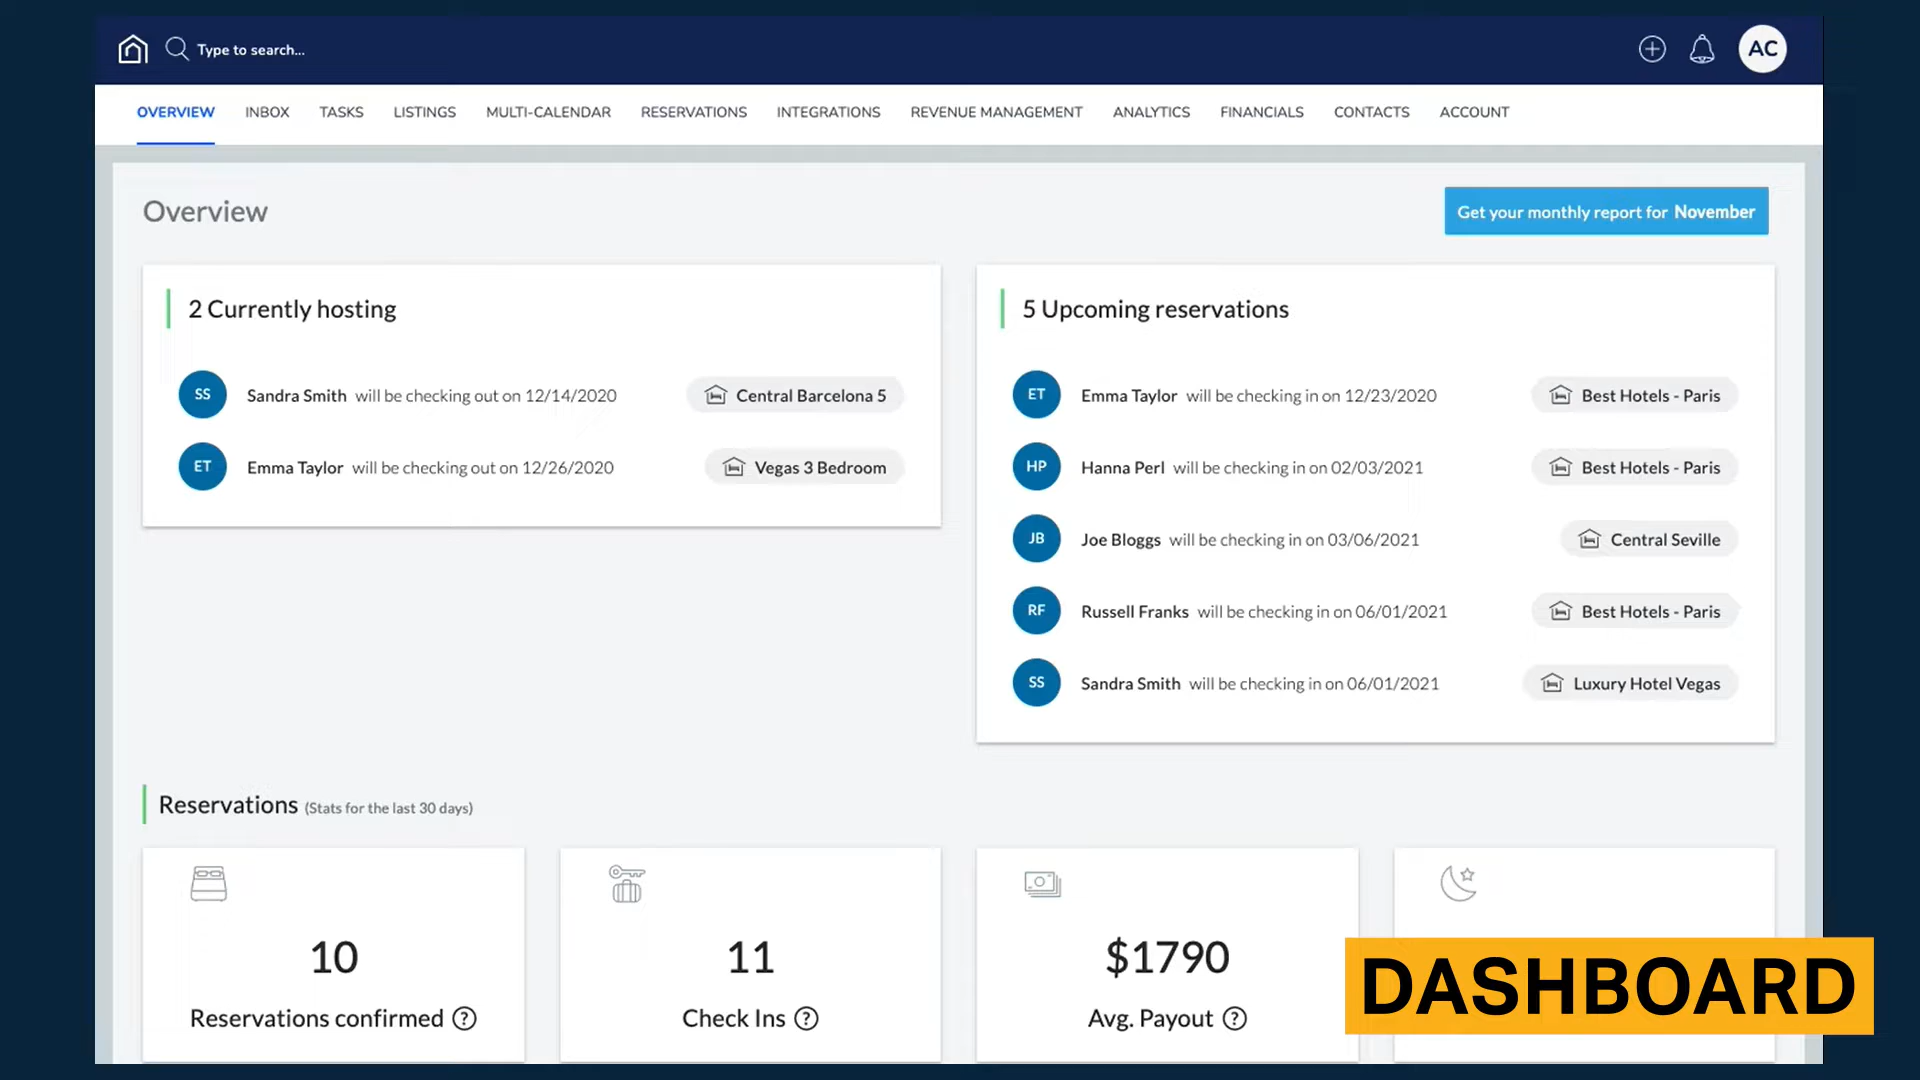 Type to search...
AC
OVERVIEW INBOX TASKS LISTINGS MULTI-CALENDAR RESERVATIONS INTEGRATIONS REVENUE MANAGEMENT ANALYTICS FINANCIALS CONTACTS ACCOUNT
Overview
Get your monthly report for November
2 Currently hosting
SS Sandra Smith will be checking out on 12/14/2020 Central Barcelona 5
ET Emma Taylor will be checking out on 12/26/2020 Vegas 3 Bedroom
5 Upcoming reservations
ET Emma Taylor will be checking in on 12/23/2020 Best Hotels - Paris
HP Hanna Perl will be checking in on 02/03/2021 Best Hotels - Paris
JB Joe Bloggs will be checking in on 03/06/2021 Central Seville
RF Russell Franks will be checking in on 06/01/2021 Best Hotels - Paris
SS Sandra Smith will be checking in on 06/01/2021 Luxury Hotel Vegas
Reservations (Stats for the last 30 days)
10
Reservations confirmed ?
11
Check Ins ?
$1790
Avg. Payout ?
DASHBOARD